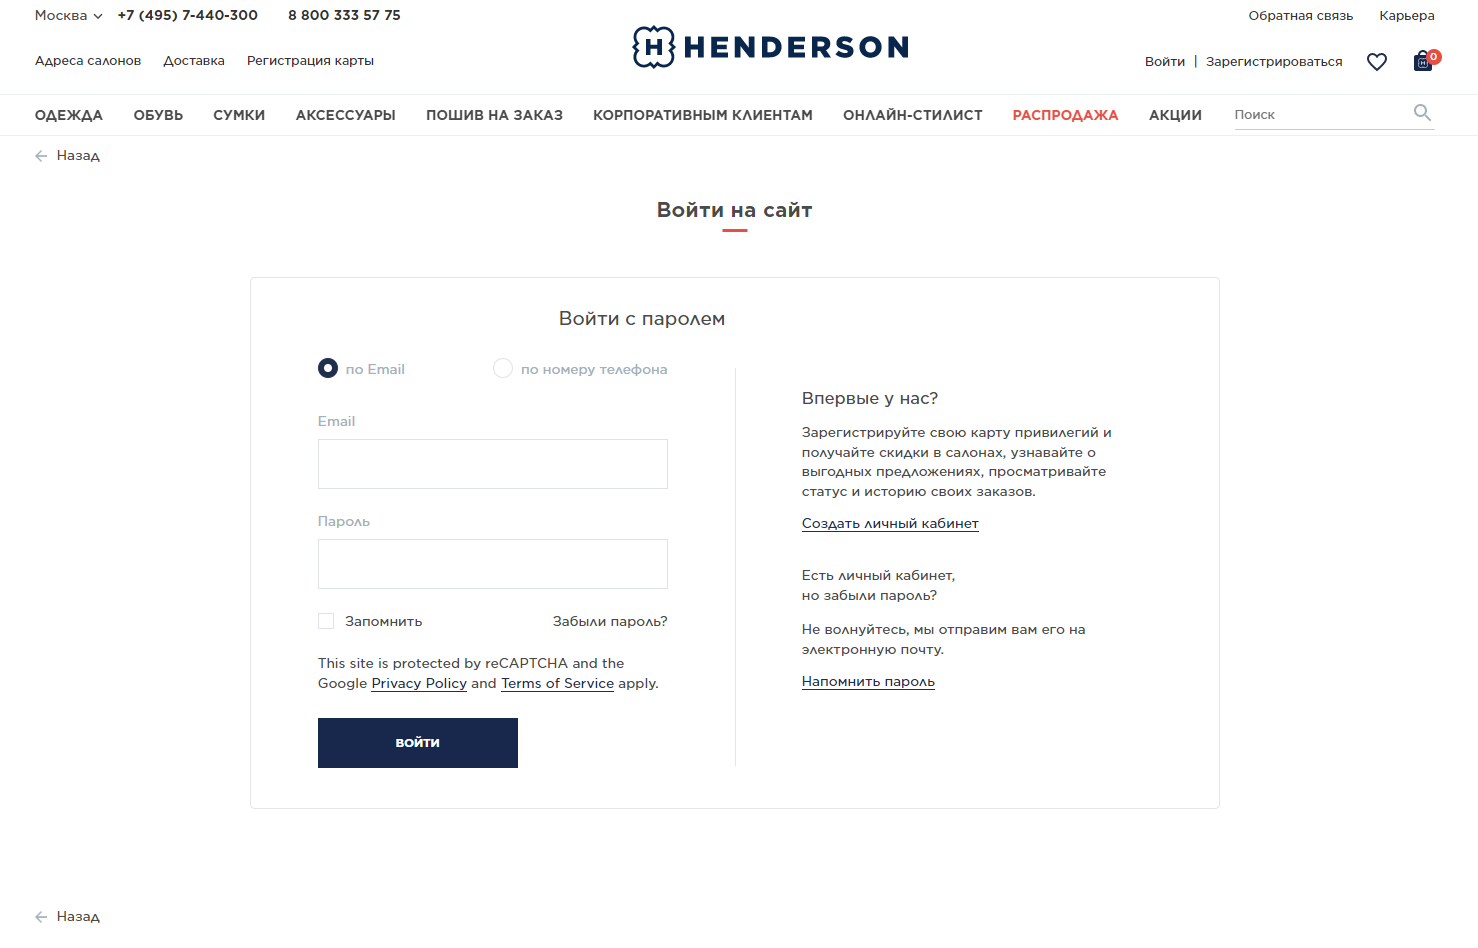 Москва +7 (495) 7-440-300 8 800 333 57 75
Обратная связь Карьера
HENDERSON
Адреса салонов Доставка Регистрация карты
Войти | Зарегистрироваться 0
ОДЕЖДА ОБУВЬ СУМКИ АКСЕССУАРЫ ПОШИВ НА ЗАКАЗ КОРПОРАТИВНЫМ КЛИЕНТАМ ОНЛАЙН-СТИЛИСТ РАСПРОДАЖА АКЦИИ Поиск
Назад
Войти на сайт
Войти с паролем
по Email по номеру телефона
Email
Пароль
Запомнить Забыли пароль?
This site is protected by reCAPTCHA and the
Google Privacy Policy and Terms of Service apply.
ВОЙТИ
Впервые у нас?
Зарегистрируйте свою карту привилегий и
получайте скидки в салонах, узнавайте о
выгодных предложениях, просматривайте
статус и историю своих заказов.
Создать личный кабинет
Есть личный кабинет,
но забыли пароль?
Не волнуйтесь, мы отправим вам его на
электронную почту.
Напомнить пароль
Назад